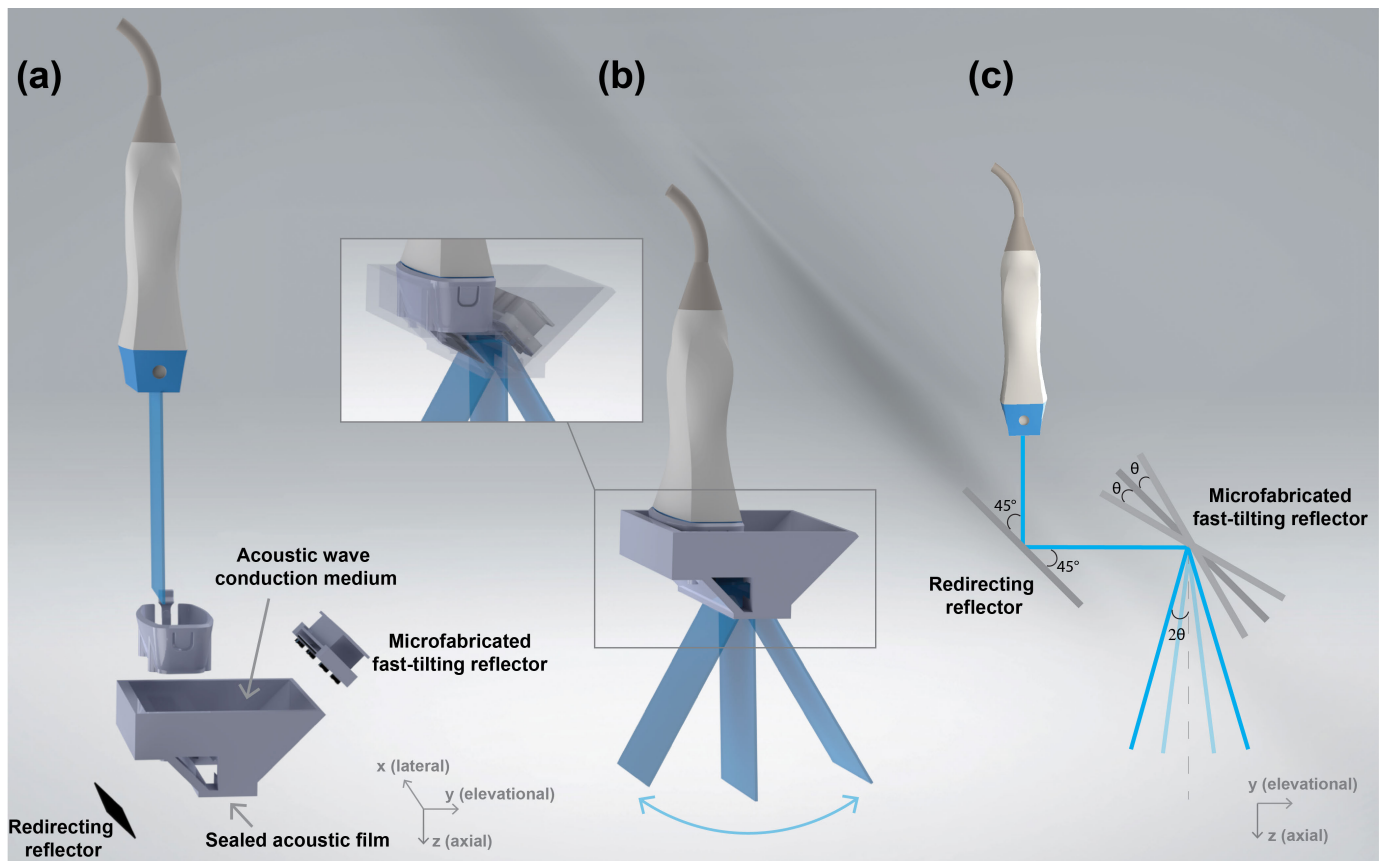 (a)
(b)
(c)
Acoustic wave
conduction medium
Microfabricated
fast-tilting reflector
x (lateral)
y (elevational)
z (axial)
Redirecting
reflector
Sealed acoustic film
45°
45°
Redirecting
reflector
θ
θ
Microfabricated
fast-tilting reflector
2θ
y (elevational)
z (axial)